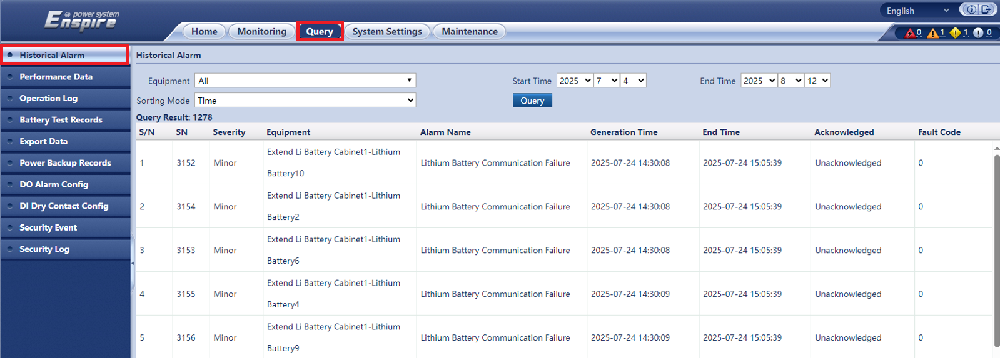 @ power system
Enspire
English
Home Monitoring Query System Settings Maintenance
0 1 1 0
Historical Alarm
Performance Data
Operation Log
Battery Test Records
Export Data
Power Backup Records
DO Alarm Config
DI Dry Contact Config
Security Event
Security Log
Historical Alarm
Equipment All Start Time 2025 7 4 End Time 2025 8 12
Sorting Mode Time Query
Query Result: 1278
S/N SN Severity Equipment Alarm Name Generation Time End Time Acknowledged Fault Code
1 3152 Minor Extend Li Battery Cabinet1-Lithium Battery10 Lithium Battery Communication Failure 2025-07-24 14:30:08 2025-07-24 15:05:39 Unacknowledged 0
2 3154 Minor Extend Li Battery Cabinet1-Lithium Battery2 Lithium Battery Communication Failure 2025-07-24 14:30:08 2025-07-24 15:05:39 Unacknowledged 0
3 3153 Minor Extend Li Battery Cabinet1-Lithium Battery6 Lithium Battery Communication Failure 2025-07-24 14:30:08 2025-07-24 15:05:39 Unacknowledged 0
4 3155 Minor Extend Li Battery Cabinet1-Lithium Battery4 Lithium Battery Communication Failure 2025-07-24 14:30:09 2025-07-24 15:05:39 Unacknowledged 0
5 3156 Minor Extend Li Battery Cabinet1-Lithium Battery9 Lithium Battery Communication Failure 2025-07-24 14:30:09 2025-07-24 15:05:39 Unacknowledged 0